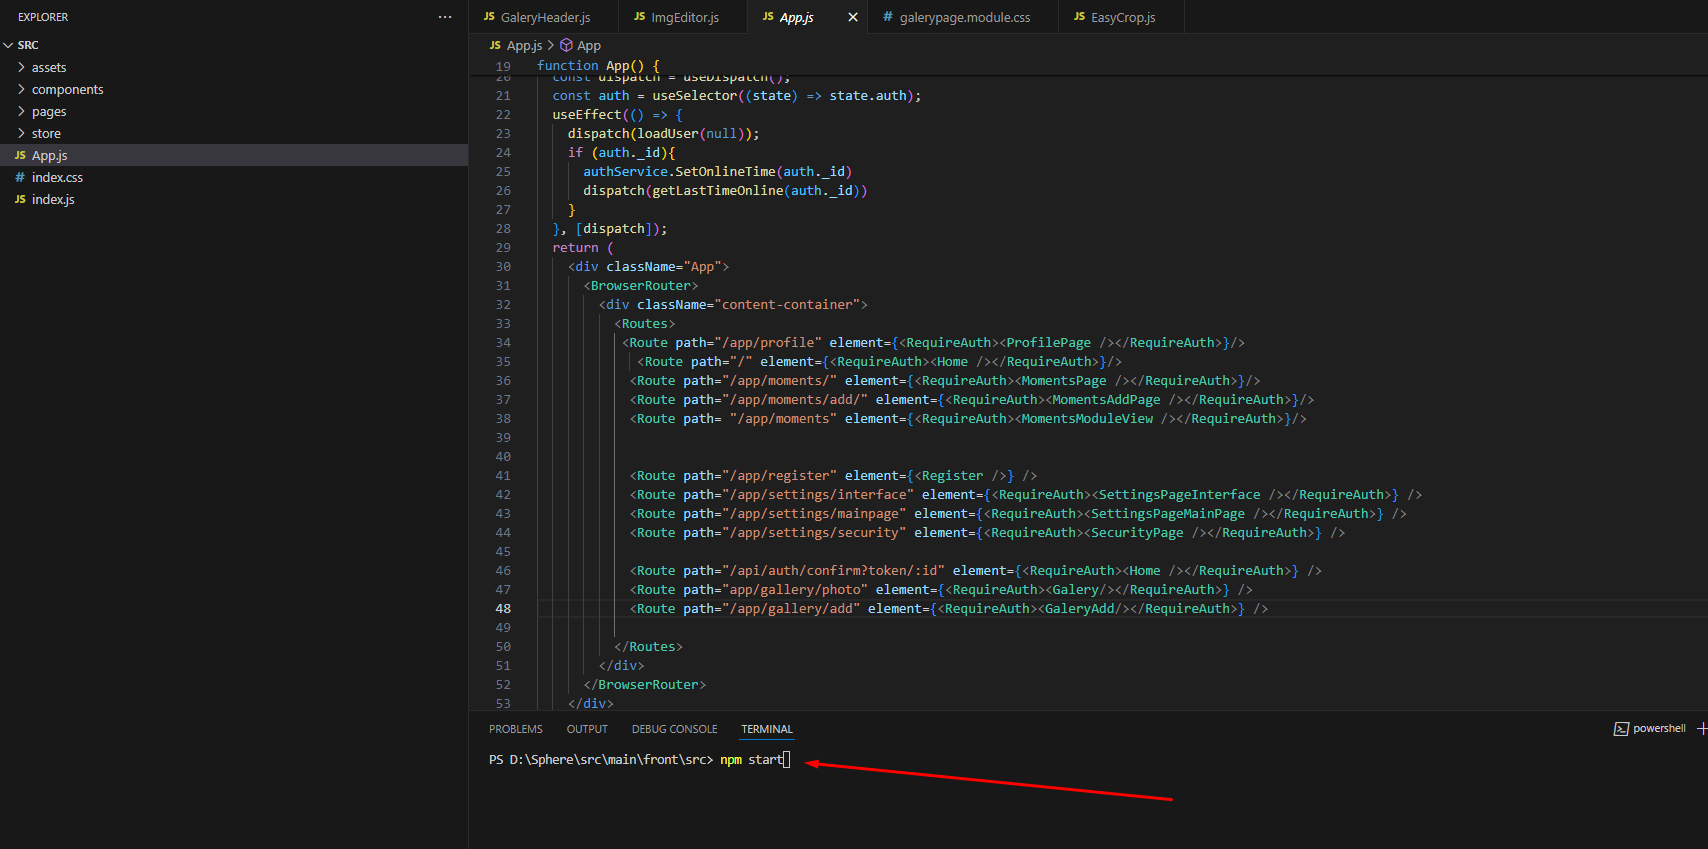 EXPLORER
···
SRC
assets
components
pages
store
JS App.js
# index.css
JS index.js
JS GaleryHeader.js
JS ImgEditor.js
JS App.js
# galerypage.module.css
JS EasyCrop.js
JS App.js > App
19 function App() {
20 const dispatch = useDispatch();
21 const auth = useSelector((state) => state.auth);
22 useEffect(() => {
23 dispatch(loadUser(null));
24 if (auth._id){
25 authService.SetOnlineTime(auth._id)
26 dispatch(getLastTimeOnline(auth._id))
27 }
28 }, [dispatch]);
29 return (
30 <div className="App">
31 <BrowserRouter>
32 <div className="content-container">
33 <Routes>
34 <Route path="/app/profile" element={<RequireAuth><ProfilePage /></RequireAuth>}/>
35 <Route path="/" element={<RequireAuth><Home /></RequireAuth>}/>
36 <Route path="/app/moments/" element={<RequireAuth><MomentsPage /></RequireAuth>}/>
37 <Route path="/app/moments/add/" element={<RequireAuth><MomentsAddPage /></RequireAuth>}/>
38 <Route path= "/app/moments" element={<RequireAuth><MomentsModuleView /></RequireAuth>}/>
39
40
41 <Route path="/app/register" element={<Register />} />
42 <Route path="/app/settings/interface" element={<RequireAuth><SettingsPageInterface /></RequireAuth>} />
43 <Route path="/app/settings/mainpage" element={<RequireAuth><SettingsPageMainPage /></RequireAuth>} />
44 <Route path="/app/settings/security" element={<RequireAuth><SecurityPage /></RequireAuth>} />
45
46 <Route path="/api/auth/confirm?token/:id" element={<RequireAuth><Home /></RequireAuth>} />
47 <Route path="app/gallery/photo" element={<RequireAuth><Galery/></RequireAuth>} />
48 <Route path="/app/gallery/add" element={<RequireAuth><GaleryAdd/></RequireAuth>} />
49
50 </Routes>
51 </div>
52 </BrowserRouter>
53 </div>
PROBLEMS OUTPUT DEBUG CONSOLE TERMINAL
powershell
PS D:\Sphere\src\main\front\src> npm start